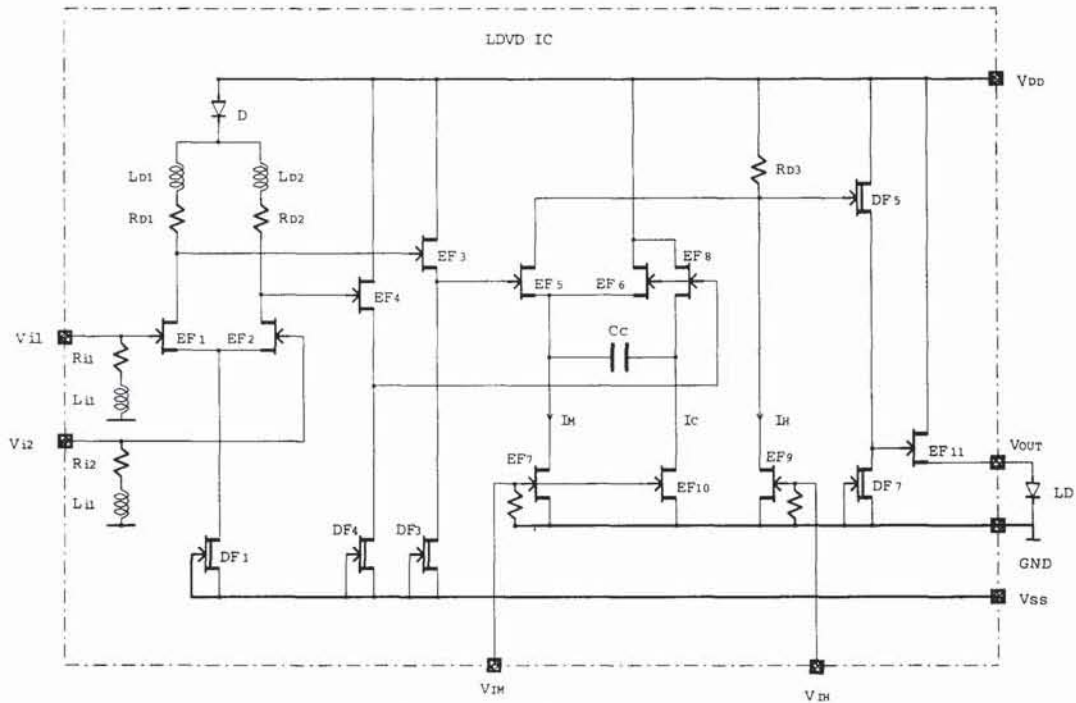 LDVD IC
VDD
D
LD1
LD2
RD3
RD1
RD2
DF5
EF3
EF8
EF4
EF5
EF6
Vi1
EF1
EF2
Cc
Ri1
Li1
IM
IC
IH
Vi2
VOUT
Ri2
EF7
EF9
EF11
EF10
DF7
LD
Li1
DF4
DF3
DF1
GND
VSS
VIM
VIH